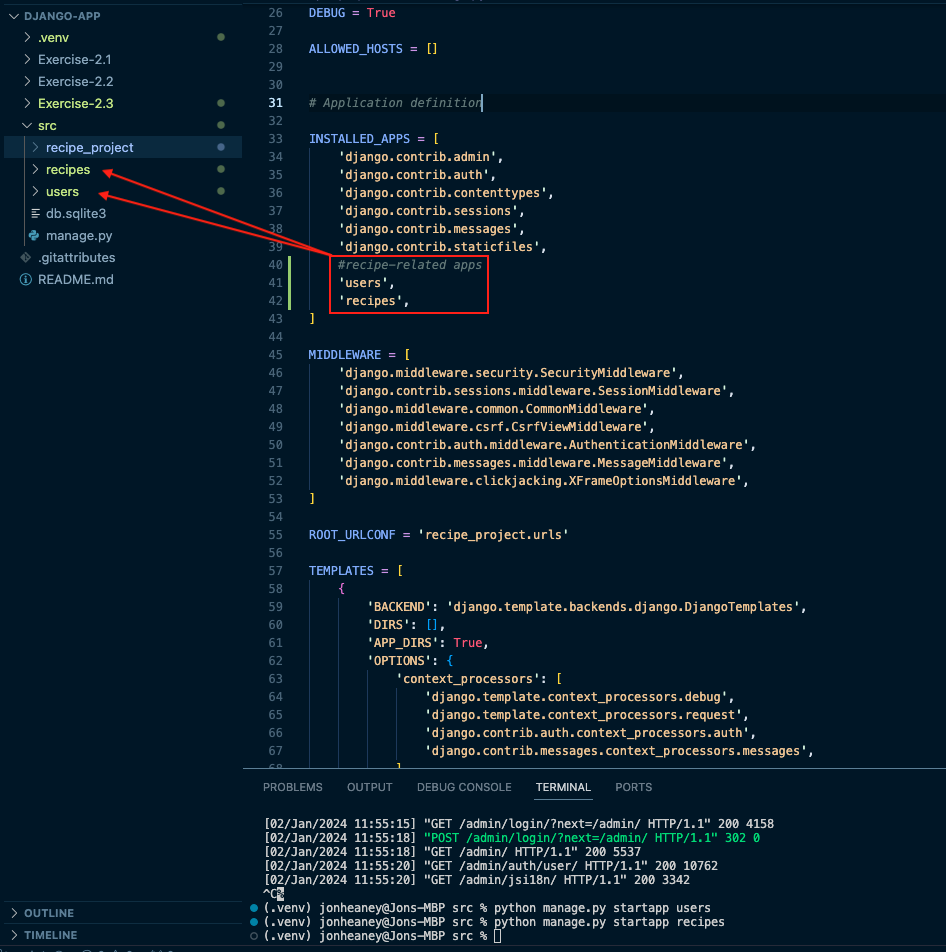 DJANGO-APP
.venv
Exercise-2.1
Exercise-2.2
Exercise-2.3
src
recipe_project
recipes
users
db.sqlite3
manage.py
.gitattributes
README.md
OUTLINE
TIMELINE
26 DEBUG = True
27
28 ALLOWED_HOSTS = []
29
30
31 # Application definition
32
33 INSTALLED_APPS = [
34 'django.contrib.admin',
35 'django.contrib.auth',
36 'django.contrib.contenttypes',
37 'django.contrib.sessions',
38 'django.contrib.messages',
39 'django.contrib.staticfiles',
40 #recipe-related apps
41 'users',
42 'recipes',
43 ]
44
45 MIDDLEWARE = [
46 'django.middleware.security.SecurityMiddleware',
47 'django.contrib.sessions.middleware.SessionMiddleware',
48 'django.middleware.common.CommonMiddleware',
49 'django.middleware.csrf.CsrfViewMiddleware',
50 'django.contrib.auth.middleware.AuthenticationMiddleware',
51 'django.contrib.messages.middleware.MessageMiddleware',
52 'django.middleware.clickjacking.XFrameOptionsMiddleware',
53 ]
54
55 ROOT_URLCONF = 'recipe_project.urls'
56
57 TEMPLATES = [
58 {
59 'BACKEND': 'django.template.backends.django.DjangoTemplates',
60 'DIRS': [],
61 'APP_DIRS': True,
62 'OPTIONS': {
63 'context_processors': [
64 'django.template.context_processors.debug',
65 'django.template.context_processors.request',
66 'django.contrib.auth.context_processors.auth',
67 'django.contrib.messages.context_processors.messages',
68 ]
PROBLEMS OUTPUT DEBUG CONSOLE TERMINAL PORTS
[02/Jan/2024 11:55:15] "GET /admin/login/?next=/admin/ HTTP/1.1" 200 4158
[02/Jan/2024 11:55:18] "POST /admin/login/?next=/admin/ HTTP/1.1" 302 0
[02/Jan/2024 11:55:18] "GET /admin/ HTTP/1.1" 200 5537
[02/Jan/2024 11:55:20] "GET /admin/auth/user/ HTTP/1.1" 200 10762
[02/Jan/2024 11:55:20] "GET /admin/jsi18n/ HTTP/1.1" 200 3342
^C%
(.venv) jonheaney@Jons-MBP src % python manage.py startapp users
(.venv) jonheaney@Jons-MBP src % python manage.py startapp recipes
(.venv) jonheaney@Jons-MBP src %